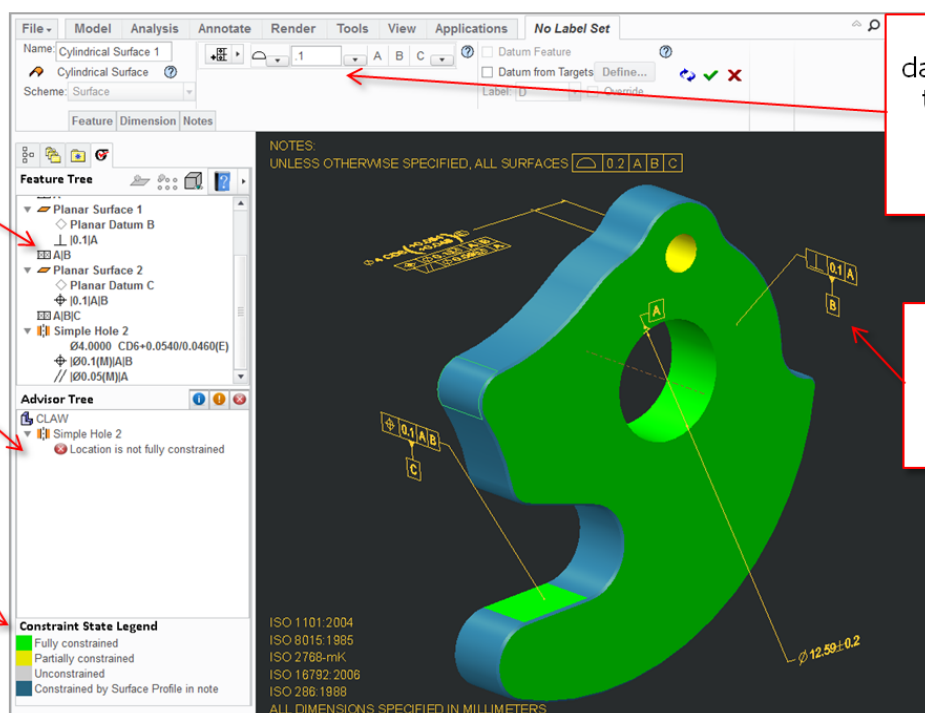 File Model Analysis Annotate Render Tools View Applications No Label Set
Name: Cylindrical Surface 1
Cylindrical Surface
Scheme: Surface
.1 A B C
Datum Feature
Datum from Targets Define...
Label: D Override
Feature Dimension Notes
da
t
Feature Tree
Planar Surface 1
Planar Datum B
⊥ |0.1|A
A|B
Planar Surface 2
Planar Datum C
⌖ |0.1|A|B
A|B|C
Simple Hole 2
Ø4.0000 CD6+0.0540/0.0460(E)
⌖ |Ø0.1(M)|A|B
// |Ø0.05(M)|A
Advisor Tree
CLAW
Simple Hole 2
Location is not fully constrained
Constraint State Legend
Fully constrained
Partially constrained
Unconstrained
Constrained by Surface Profile in note
NOTES:
UNLESS OTHERWISE SPECIFIED, ALL SURFACES ⌓ 0.2 A B C
⊥ 0.1 A
B
A
⌖ 0.1 A B
C
Ø 12.59±0.2
ISO 1101:2004
ISO 8015:1985
ISO 2768-mK
ISO 16792:2006
ISO 286:1988
ALL DIMENSIONS SPECIFIED IN MILLIMETERS